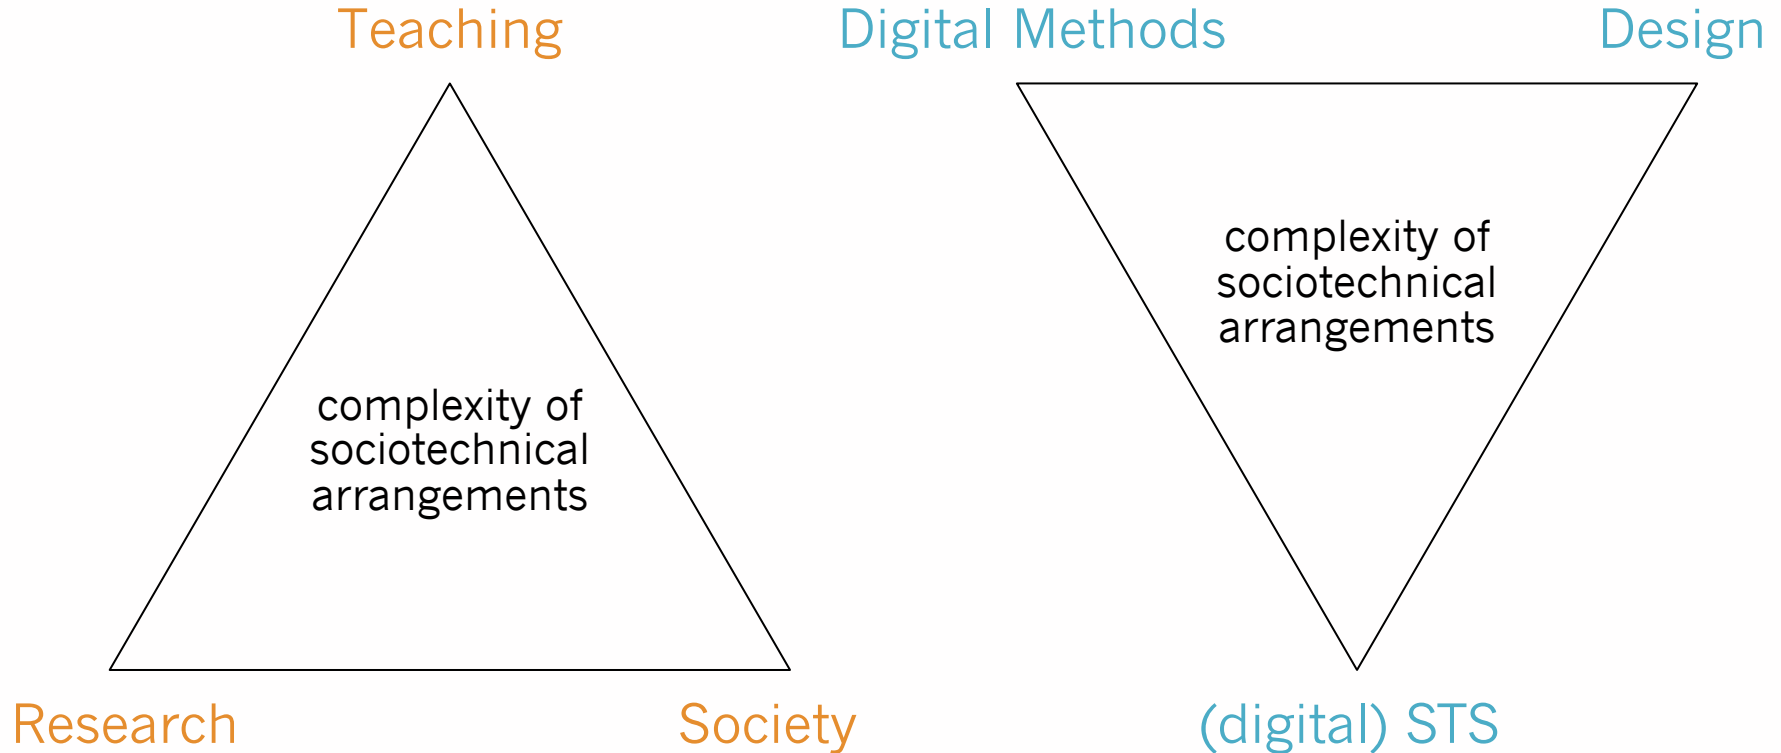 Teaching
complexity of
sociotechnical
arrangements
Research
Society
Digital Methods
Design
complexity of
sociotechnical
arrangements
(digital) STS